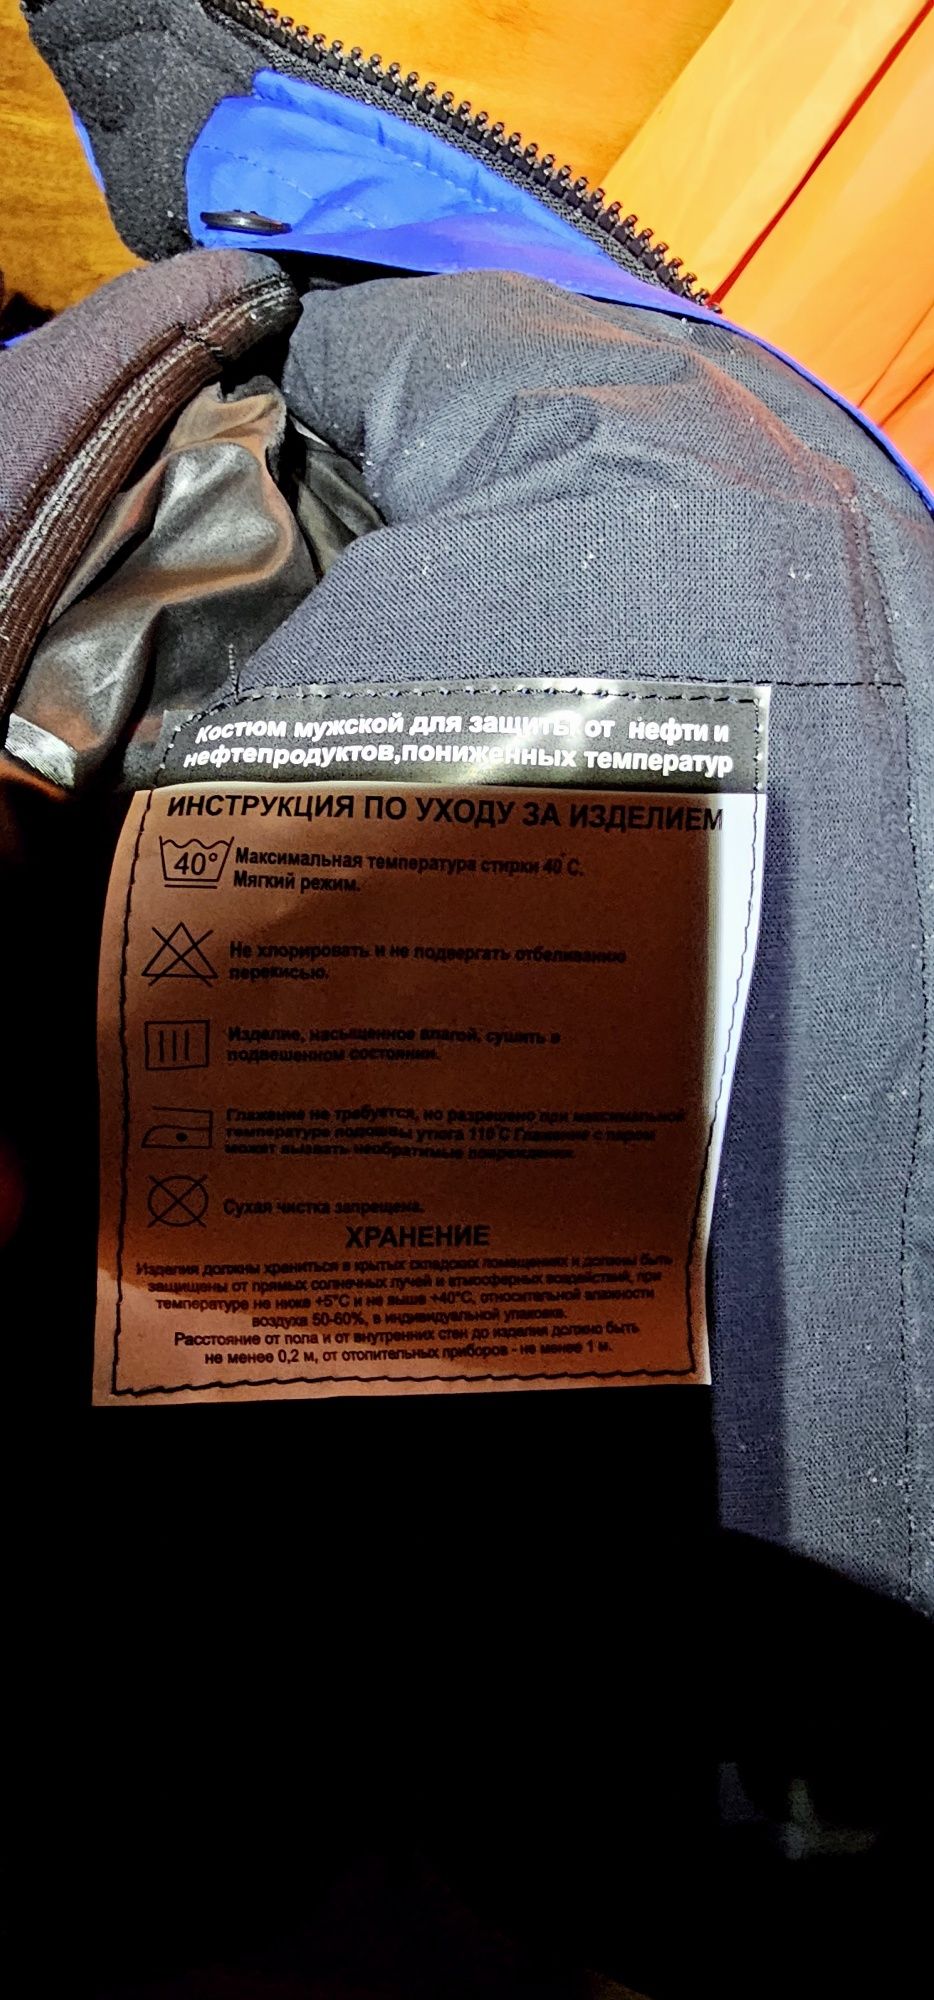 Костюм мужской для защиты от нефти и
нефтепродуктов,пониженных температур
ИНСТРУКЦИЯ ПО УХОДУ ЗА ИЗДЕЛИЕМ
40°
Максимальная температура стирки 40°С.
Мягкий режим.
Не хлорировать и не подвергать отбеливанию
перекисью.
Изделие, насыщенное влагой, сушить в
подвешенном состоянии.
Глажение не требуется, но разрешено при максимальной
температуре подошвы утюга 110°С Глажение с паром
может вызвать необратимые повреждения
Сухая чистка запрещена.
ХРАНЕНИЕ
Изделия должны храниться в крытых складских помещениях и должны быть
защищены от прямых солнечных лучей и атмосферных воздействий, при
температуре не ниже +5°С и не выше +40°С, относительной влажности
воздуха 50-60%, в индивидуальной упаковке.
Расстояние от пола и от внутренних стен до изделия должно быть
не менее 0,2 м, от отопительных приборов - не менее 1 м.